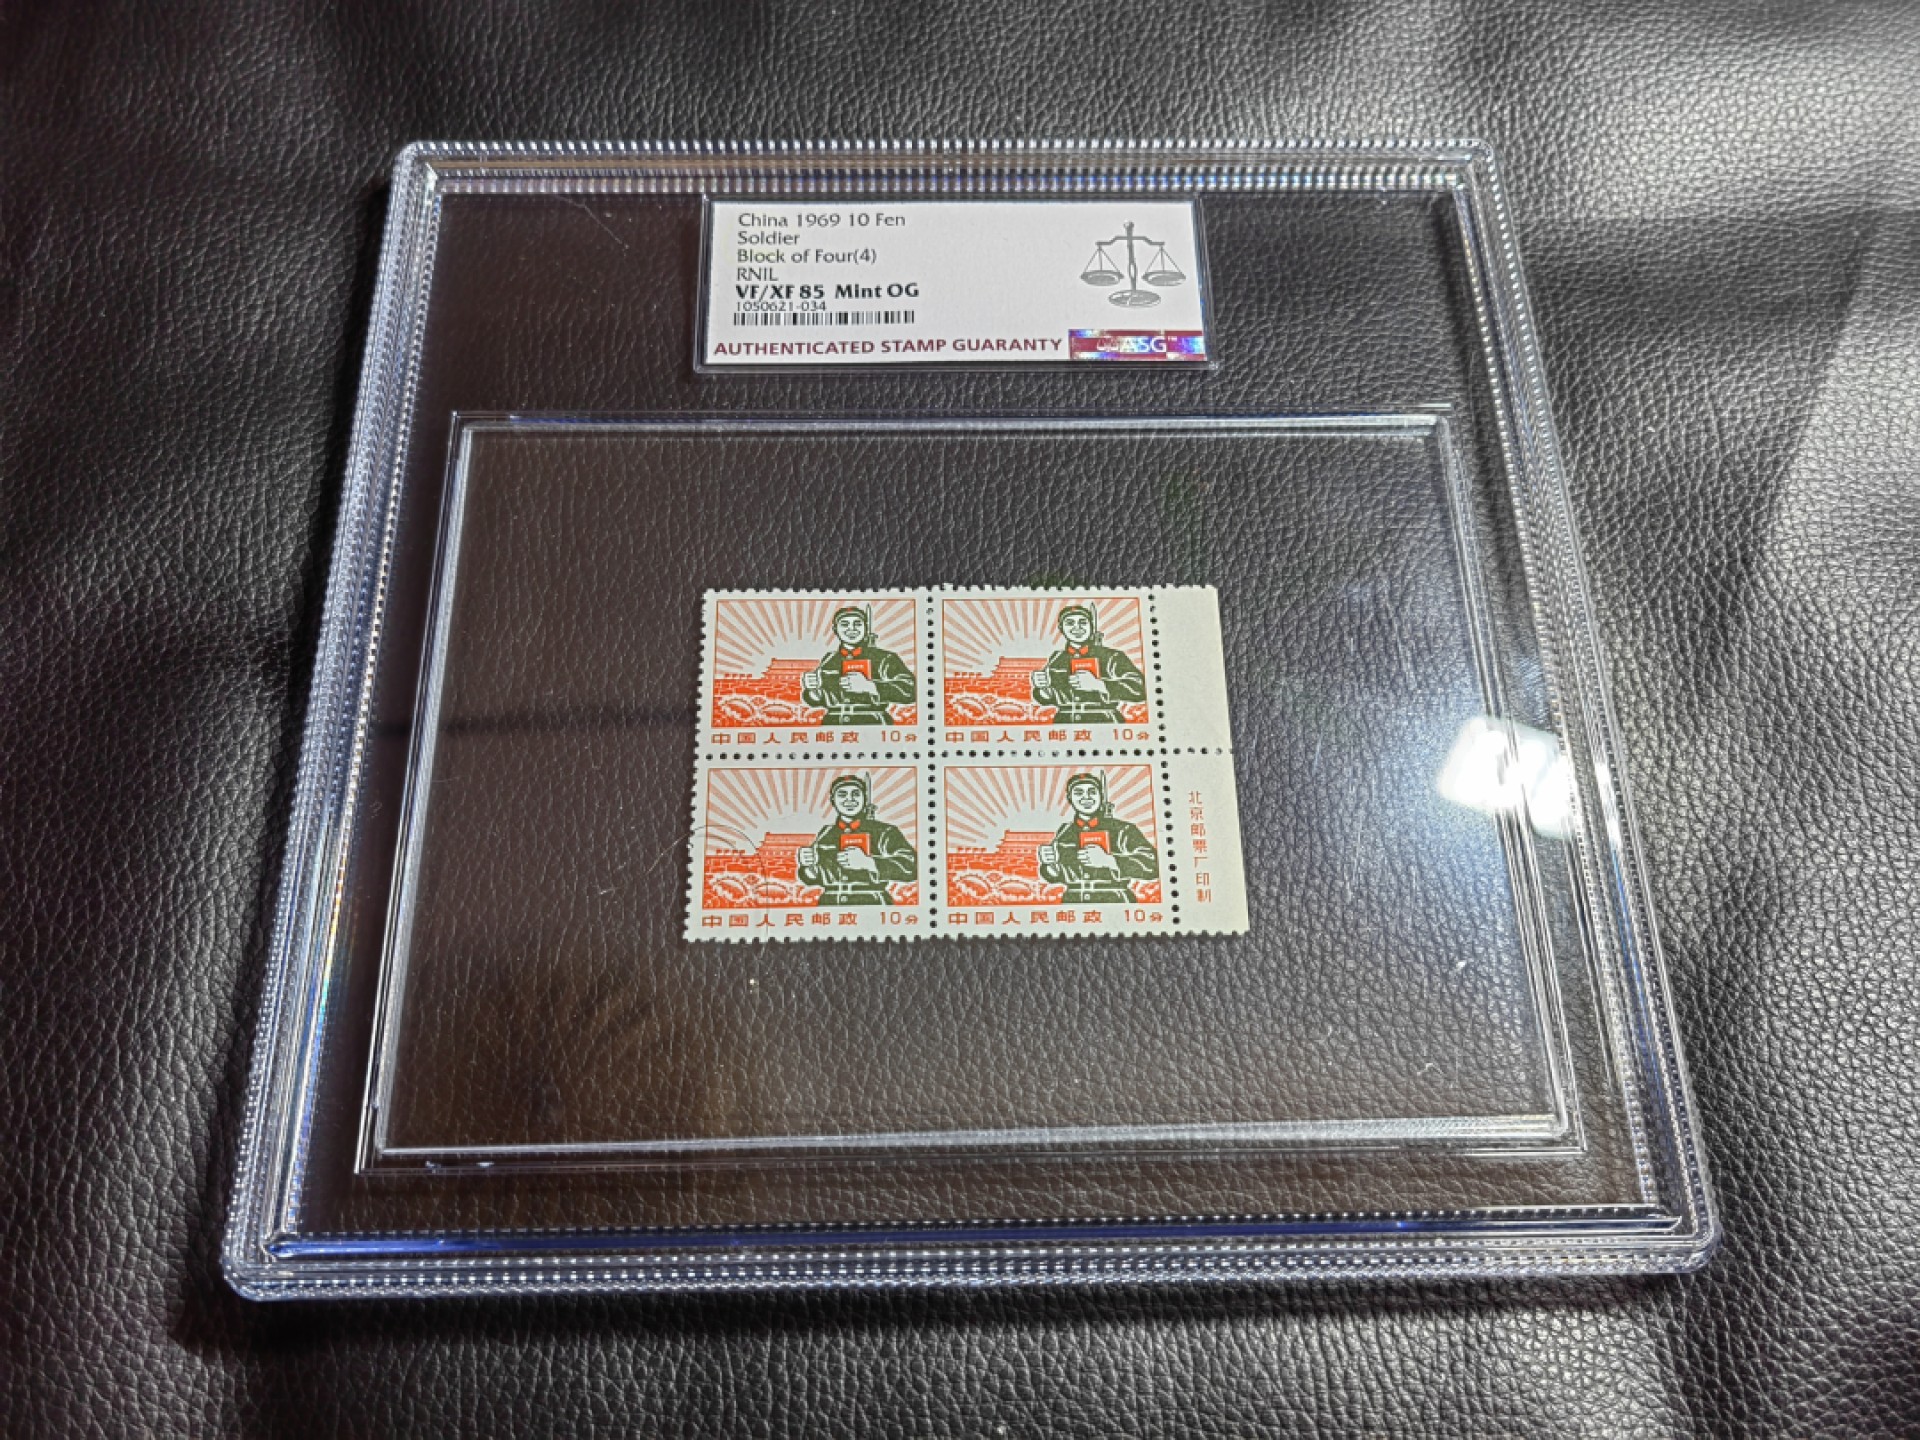 China 1969 10 Fen
Soldier
Block of Four(4)
RNIL
VF/XF 85 Mint OG
1050621-034
AUTHENTICATED STAMP GUARANTY
ASG™
中国人民邮政 10分
中国人民邮政 10分
中国人民邮政 10分
中国人民邮政 10分
北京邮票厂印制